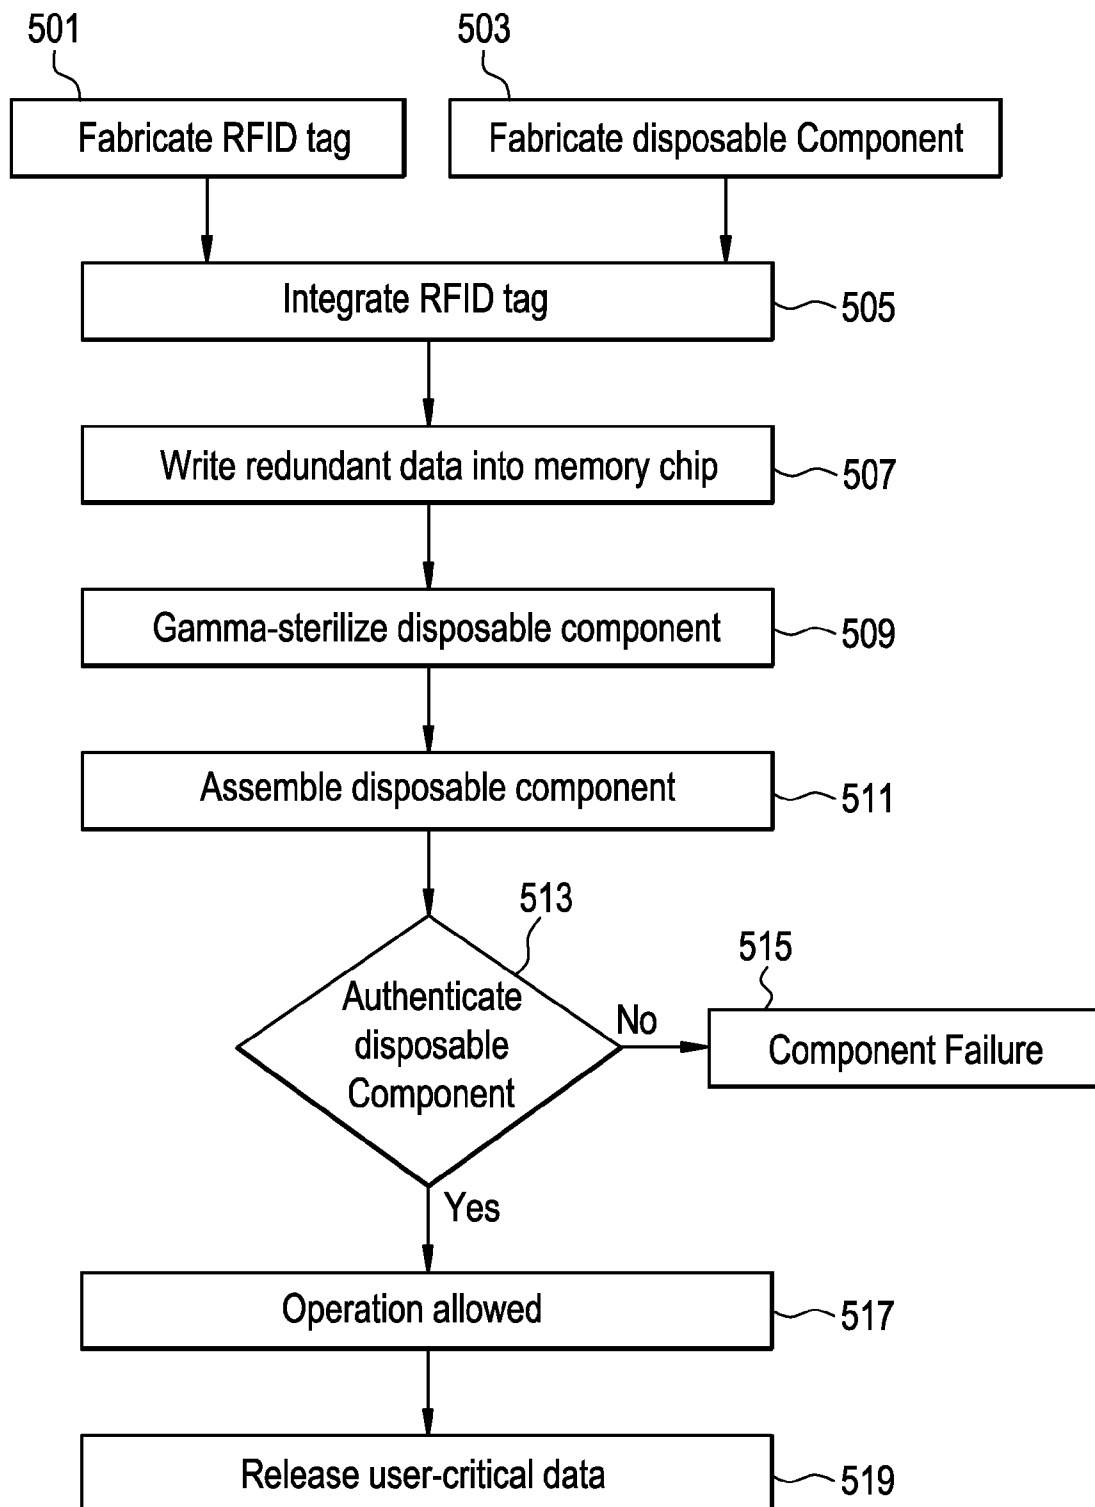 501
503
Fabricate RFID tag
Fabricate disposable Component
Integrate RFID tag
505
Write redundant data into memory chip
507
Gamma-sterilize disposable component
509
Assemble disposable component
511
513
515
Authenticate
disposable
Component
No
Component Failure
Yes
Operation allowed
517
Release user-critical data
519